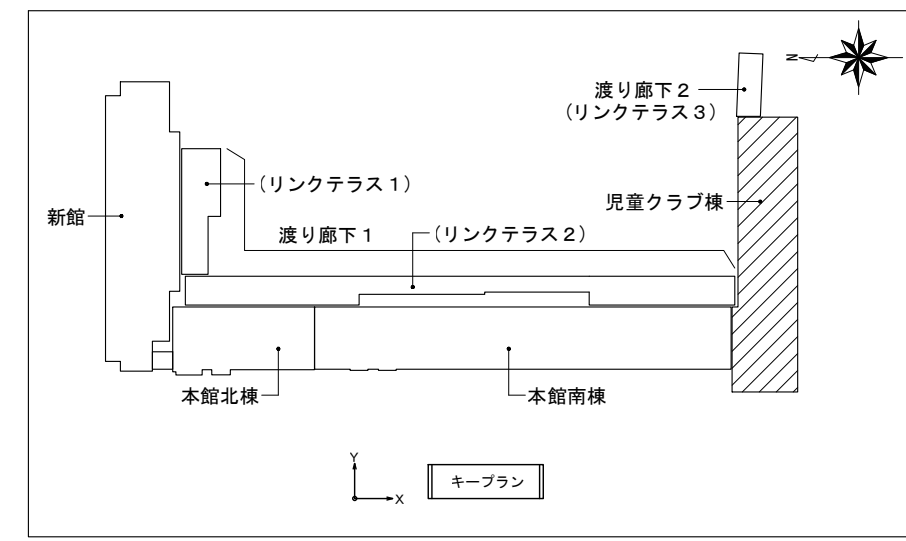 N
渡り廊下2
(リンクテラス3)
(リンクテラス1)
新館
児童クラブ棟
渡り廊下1
(リンクテラス2)
本館北棟
本館南棟
Y
X
キープラン